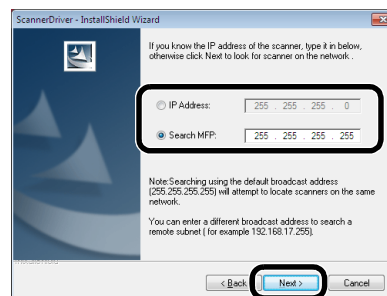 ScannerDriver - InstallShield Wizard
If you know the IP address of the scanner, type it in below,
otherwise click Next to look for scanner on the network .
IP Address: 255 . 255 . 255 . 0
Search MFP: 255 . 255 . 255 . 255
Note:Searching using the default broadcast address
(255.255.255.255) will attempt to locate scanners on the same
network.
You can enter a different broadcast address to search a
remote subnet ( for example 192.168.17.255).
InstallShield
< Back Next > Cancel